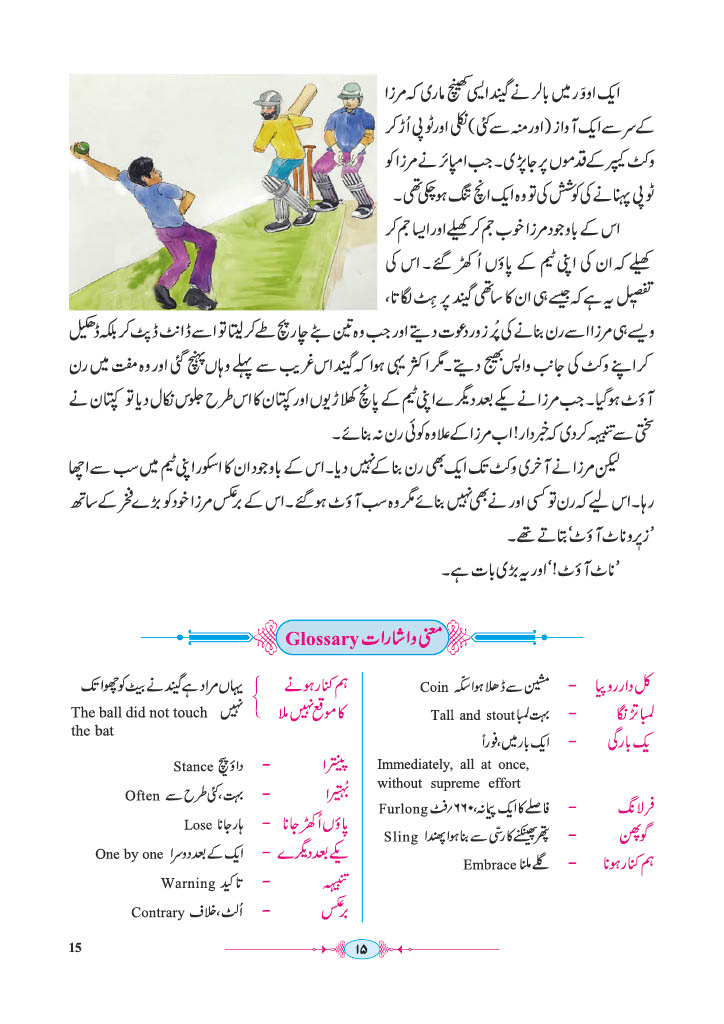 ایک اووَر میں بالر نے گیند ایسی کھینچ ماری کہ مرزا
کے سر سے ایک آواز (اور منہ سے کئی) نکلی اور ٹوپی اُڑ کر
وکٹ کیپر کے قدموں پر جا پڑی۔ جب امپائر نے مرزا کو
ٹوپی پہنانے کی کوشش کی تو وہ ایک انچ تنگ ہو چکی تھی۔
اس کے باوجود مرزا خوب جم کر کھیلے اور ایسا جم کر
کھیلے کہ ان کی اپنی ٹیم کے پاؤں اُکھڑ گئے۔ اس کی
تفصیل یہ ہے کہ جیسے ہی ان کا ساتھی گیند پر ہِٹ لگاتا،
ویسے ہی مرزا اسے رن بنانے کی پُرزور دعوت دیتے اور جب وہ تین بٹے چار پِچ طے کر لیتا تو اسے ڈانٹ ڈپٹ کر بلکہ ڈھکیل
کر اپنے وکٹ کی جانب واپس بھیج دیتے۔ مگر اکثر یہی ہوا کہ گیند اس غریب سے پہلے وہاں پہنچ گئی اور وہ مفت میں رن
آؤٹ ہو گیا۔ جب مرزا نے یکے بعد دیگرے اپنی ٹیم کے پانچ کھلاڑیوں اور کپتان کا اس طرح جلوس نکال دیا تو کپتان نے
سختی سے تنبیہہ کر دی کہ خبردار! اب مرزا کے علاوہ کوئی رن نہ بنائے۔
لیکن مرزا نے آخری وکٹ تک ایک بھی رن بنا کے نہیں دیا۔ اس کے باوجود ان کا اسکور اپنی ٹیم میں سب سے اچھا
رہا۔ اس لیے کہ رن تو کسی اور نے بھی نہیں بنائے مگر وہ سب آؤٹ ہو گئے۔ اس کے برعکس مرزا خود کو بڑے فخر کے ساتھ
’زیرو ناٹ آؤٹ‘ بتاتے تھے۔
’ناٹ آؤٹ!‘ اور یہ بڑی بات ہے۔
معنی و اشارات Glossary
کل دار روپیا – مشین سے ڈھلا ہوا سکّہ Coin
لمبا تڑنگا – بہت لمبا Tall and stout
یک بارگی – ایک بار میں، فوراً
Immediately, all at once,
without supreme effort
فرلانگ – فاصلے کا ایک پیمانہ، ۶۶۰؍فٹ Furlong
گوپھن – پتھر پھینکنے کا رسّی سے بنا ہوا پھندا Sling
ہم کنار ہونا – گلے ملنا Embrace
ہم کنار ہونے یہاں مراد ہے گیند نے بیٹ کو چھوا تک
کا موقع نہیں ملا نہیں The ball did not touch
the bat
پینترا – داؤ پیچ Stance
بُہتیرا – بہت، کئی طرح سے Often
پاؤں اُکھڑ جانا – ہار جانا Lose
یکے بعد دیگرے – ایک کے بعد دوسرا One by one
تنبیہہ – تاکید Warning
برعکس – اُلٹ، خلاف Contrary
15
۱۵